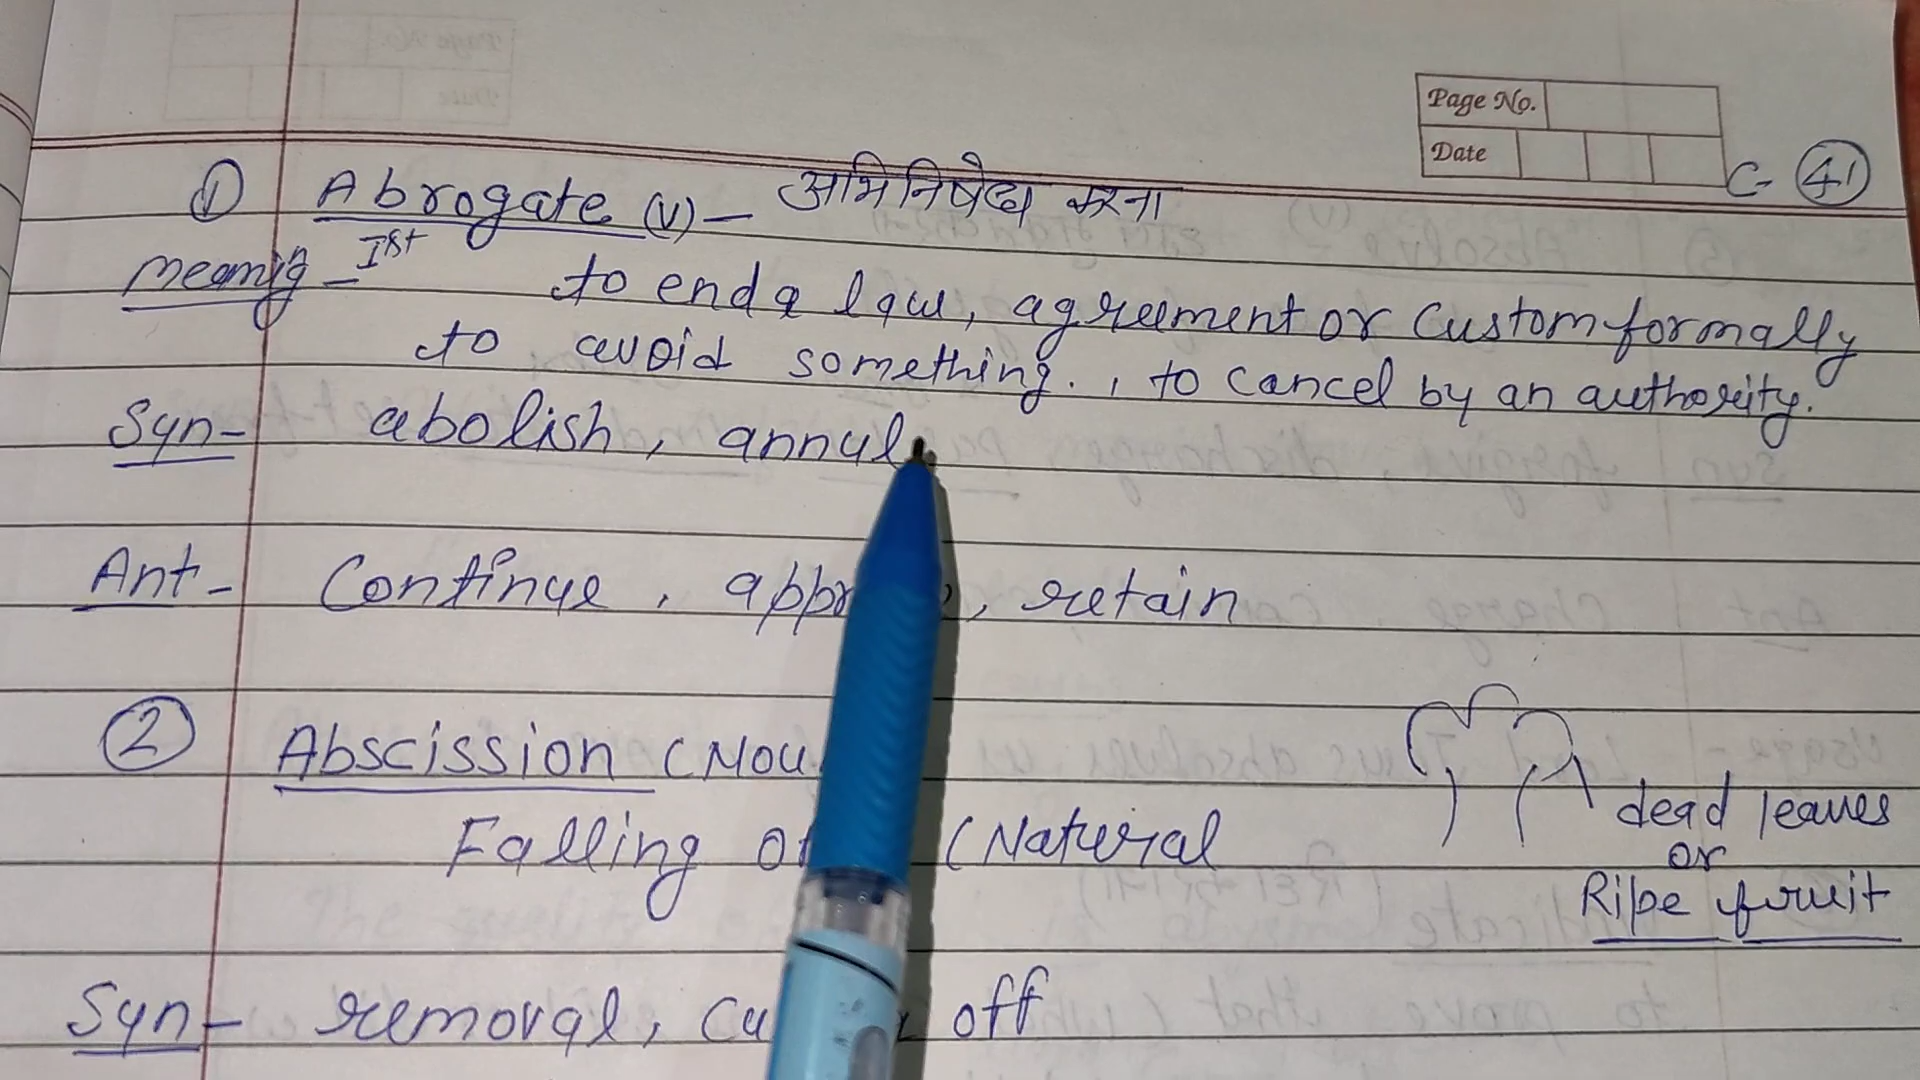 Page No.
Date
C- 41
① Abrogate (v) – अभिनिषेध करना
Meanig – Ist to end a law, agreement or custom formally
to avoid something. , to cancel by an authority.
Syn- abolish, annul
Ant- Continue, retain
② Abscission
Falling (Natural
dead leaves
or
Ripe fruit
Syn- removal, off